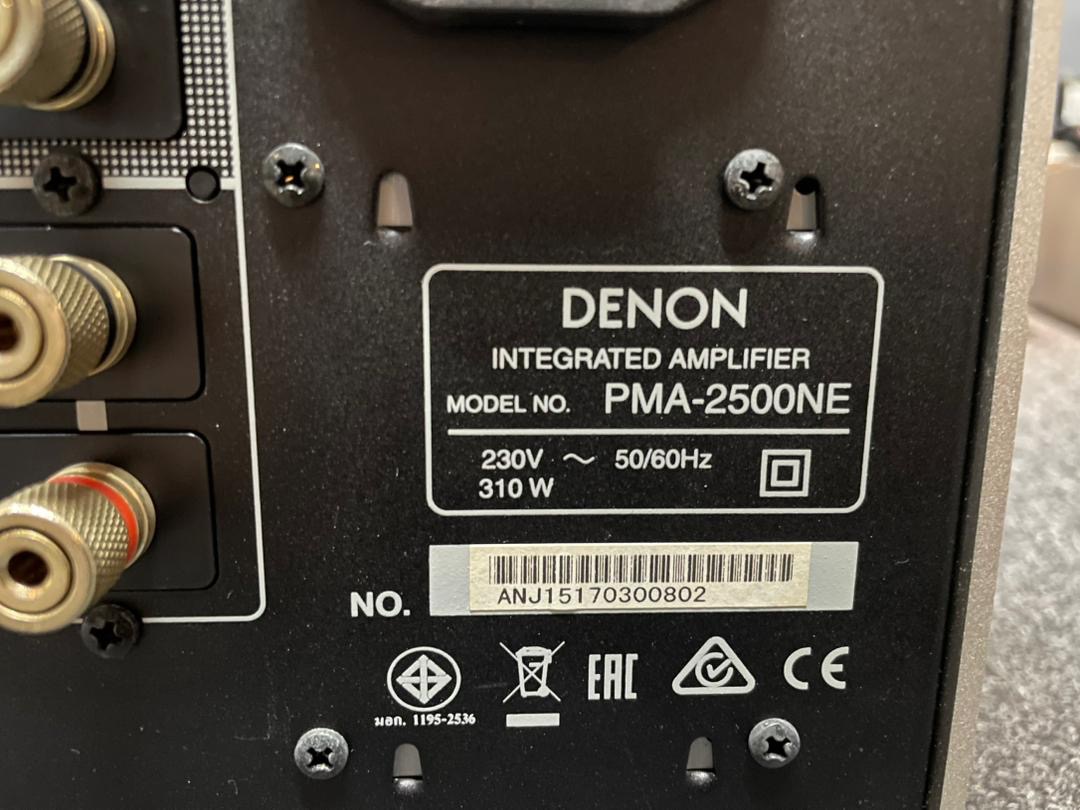 DENON
INTEGRATED AMPLIFIER
MODEL NO. PMA-2500NE
230V ~ 50/60Hz
310 W
NO. ANJ15170300802
มอก. 1195-2536
EAC
CE